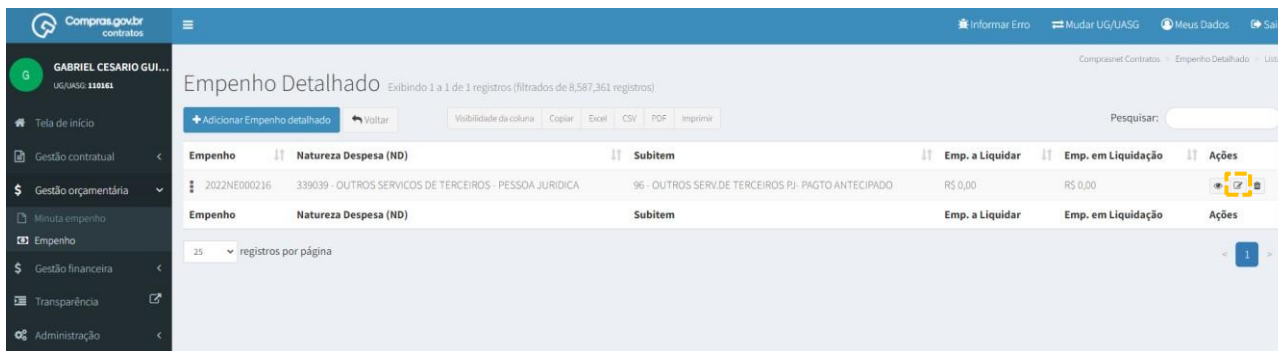 Compras.gov.br
contratos
Informar Erro
Mudar UG/UASG
Meus Dados
Sai
G
GABRIEL CESARIO GUI...
UG/UASG: 110161
Comprasnet Contratos > Empenho Detalhado > List
Empenho Detalhado Exibindo 1 a 1 de 1 registros (filtrados de 8,587,361 registros)
+ Adicionar Empenho detalhado
Voltar
Visibilidade da coluna
Copiar
Excel
CSV
PDF
Imprimir
Pesquisar:
Tela de início
Gestão contratual
Gestão orçamentária
Minuta empenho
Empenho
Gestão financeira
Transparência
Administração
Empenho Natureza Despesa (ND) Subitem Emp. a Liquidar Emp. em Liquidação Ações
2022NE000216 339039 - OUTROS SERVICOS DE TERCEIROS - PESSOA JURIDICA 96 - OUTROS SERV.DE TERCEIROS PJ- PAGTO ANTECIPADO R$ 0,00 R$ 0,00
Empenho Natureza Despesa (ND) Subitem Emp. a Liquidar Emp. em Liquidação Ações
25 registros por página
< 1 >